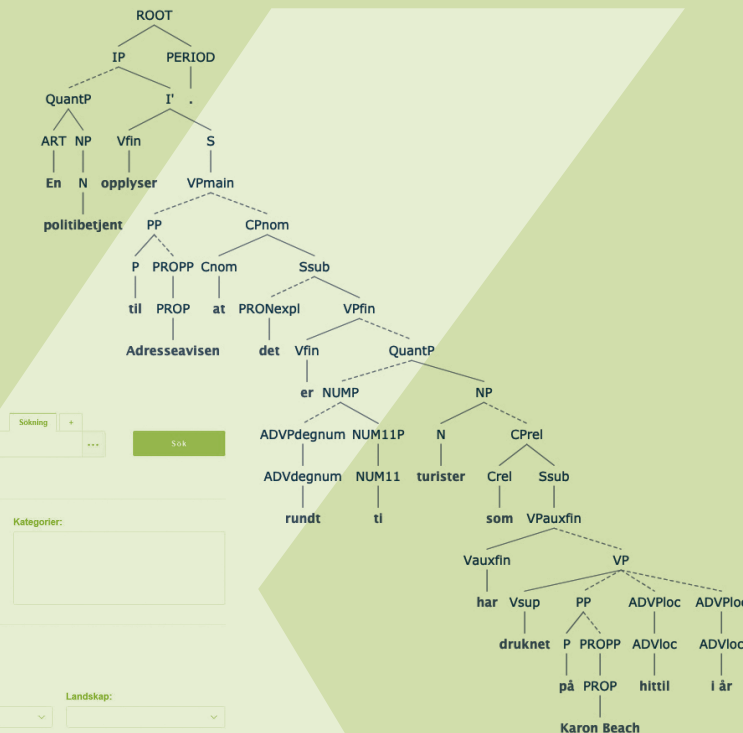 ROOT
IP PERIOD
QuantP I' .
ART NP Vfin S
En N opplyser VPmain
politibetjent PP CPnom
P PROPP Cnom Ssub
til PROP at PRONexpl VPfin
Adresseavisen det Vfin QuantP
er NUMP NP
Sökning +
ADVPdegnum NUM11P N CPrel
... Sök
ADVdegnum NUM11 turister Crel Ssub
Kategorier: rundt ti som VPauxfin
Vauxfin VP
har Vsup PP ADVPloc ADVPloc
druknet P PROPP ADVloc ADVloc
på PROP hittil i år
Landskap:
Karon Beach